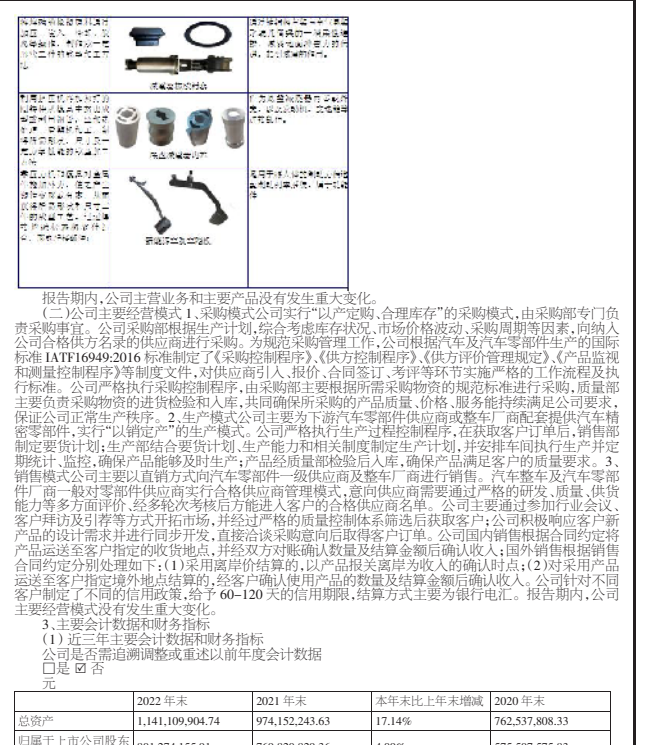 报告期内,公司主营业务和主要产品没有发生重大变化。
(二)公司主要经营模式 1、采购模式公司实行“以产定购、合理库存”的采购模式,由采购部专门负
责采购事宜。公司采购部根据生产计划,综合考虑库存状况、市场价格波动、采购周期等因素,向纳入
公司合格供方名录的供应商进行采购。为规范采购管理工作,公司根据汽车及汽车零部件生产的国际
标准 IATF16949:2016 标准制定了《采购控制程序》、《供方控制程序》、《供方评价管理规定》、《产品监视
和测量控制程序》等制度文件,对供应商引入、报价、合同签订、考评等环节实施严格的工作流程及执
行标准。公司严格执行采购控制程序,由采购部主要根据所需采购物资的规范标准进行采购,质量部
主要负责采购物资的进货检验和入库,共同确保所采购的产品质量、价格、服务能持续满足公司要求,
保证公司正常生产秩序。2、生产模式公司主要为下游汽车零部件供应商或整车厂商配套提供汽车精
密零部件,实行“以销定产”的生产模式。公司严格执行生产过程控制程序,在获取客户订单后,销售部
制定要货计划;生产部结合要货计划、生产能力和相关制度制定生产计划,并安排车间执行生产并定
期统计、监控,确保产品能够及时生产;产品经质量部检验后入库,确保产品满足客户的质量要求。3、
销售模式公司主要以直销方式向汽车零部件一级供应商及整车厂商进行销售。汽车整车及汽车零部
件厂商一般对零部件供应商实行合格供应商管理模式,意向供应商需要通过严格的研发、质量、供货
能力等多方面评价、经多轮次考核后方能进入客户的合格供应商名单。公司主要通过参加行业会议、
客户拜访及引荐等方式开拓市场,并经过严格的质量控制体系筛选后获取客户;公司积极响应客户新
产品的设计需求并进行同步开发,直接洽谈采购意向后取得客户订单。公司国内销售根据合同约定将
产品运送至客户指定的收货地点,并经双方对账确认数量及结算金额后确认收入;国外销售根据销售
合同约定分别处理如下:(1)采用离岸价结算的,以产品报关离岸为收入的确认时点;(2)对采用产品
运送至客户指定境外地点结算的,经客户确认使用产品的数量及结算金额后确认收入。公司针对不同
客户制定了不同的信用政策,给予 60-120 天的信用期限,结算方式主要为银行电汇。报告期内,公司
主要经营模式没有发生重大变化。
3、主要会计数据和财务指标
(1) 近三年主要会计数据和财务指标
公司是否需追溯调整或重述以前年度会计数据
□是 ☑ 否
元
2022 年末 2021 年末 本年末比上年末增减 2020 年末
总资产 1,141,109,904.74 974,152,243.63 17.14% 762,537,808.33
归属于上市公司股东